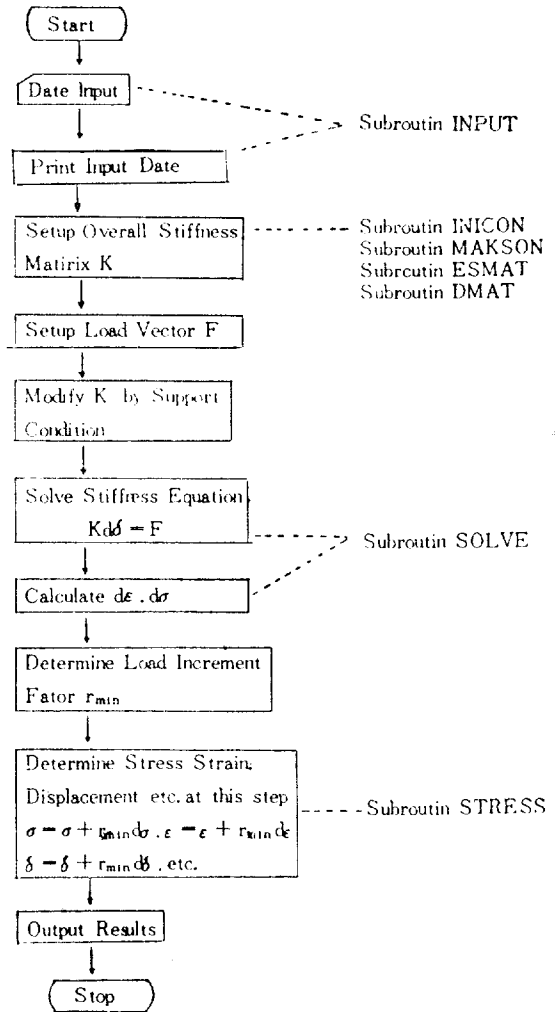 Start
Date Input
Subroutin INPUT
Print Input Date
Setup Overall Stiffness
Matirix K
Subroutin INICON
Subroutin MAKSON
Subrcutin ESMAT
Subroutin DMAT
Setup Load Vector F
Modify K by Support
Condition
Solve Stiffress Equation
Kdδ = F
Subroutin SOLVE
Calculate dε . dσ
Determine Load Increment
Fator rmin
Determine Stress Strain,
Displacement etc. at this step
σ = σ + rmin dσ . ε = ε + rmin dε
δ = δ + rmin dδ . etc.
Subroutin STRESS
Output Results
Stop